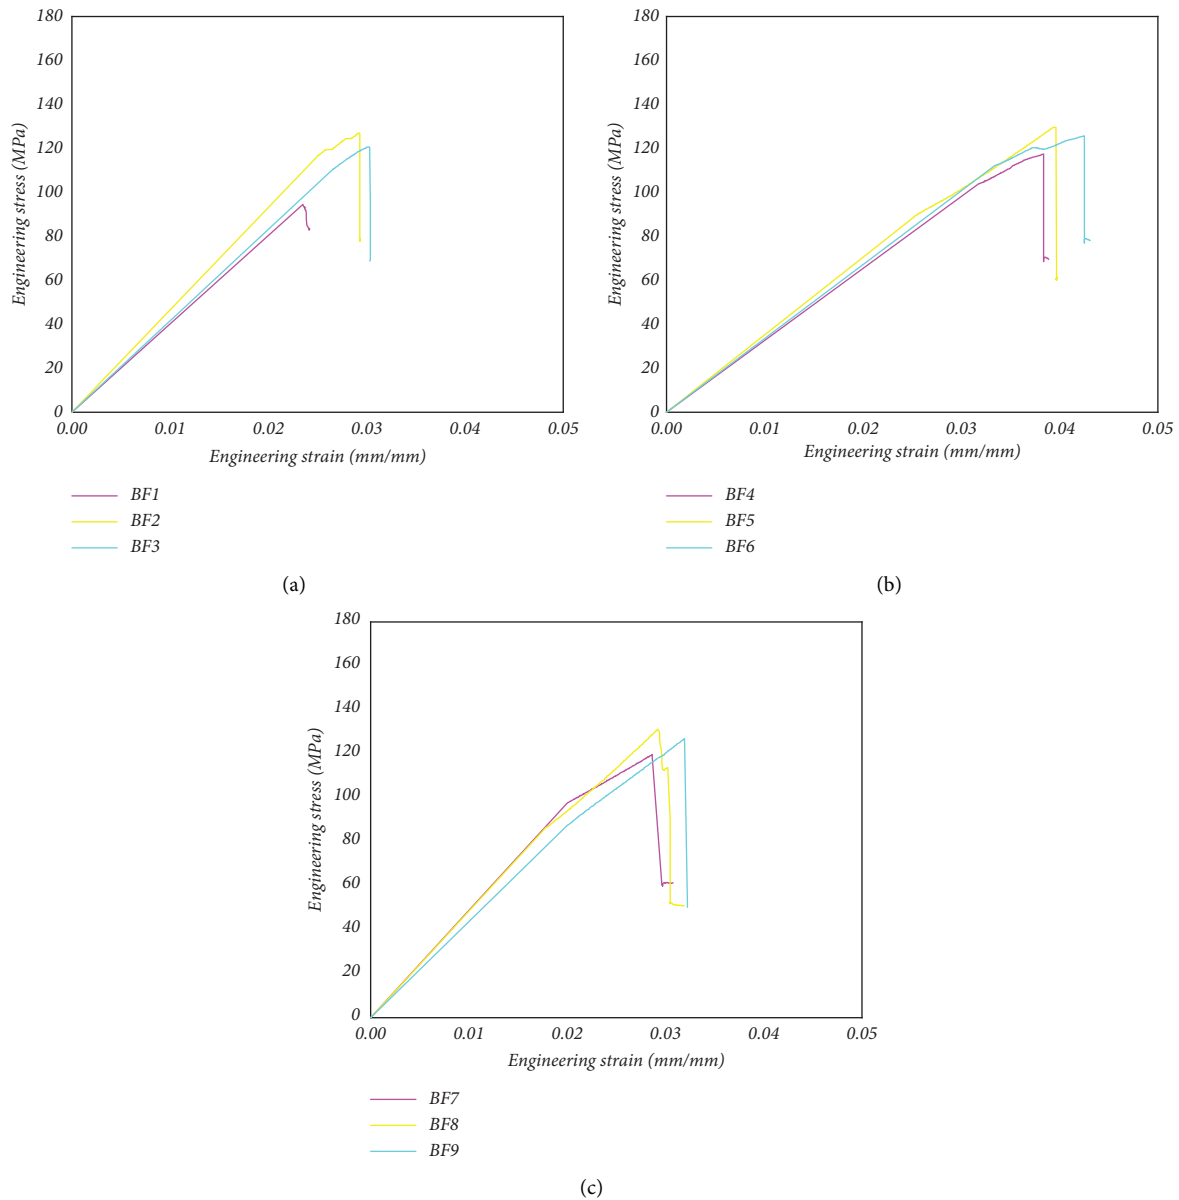 180
160
140
120
100
80
60
40
20
0
Engineering stress (MPa)
0.00 0.01 0.02 0.03 0.04 0.05
Engineering strain (mm/mm)
BF1
BF2
BF3
(a)
180
160
140
120
100
80
60
40
20
0
Engineering stress (MPa)
0.00 0.01 0.02 0.03 0.04 0.05
Engineering strain (mm/mm)
BF4
BF5
BF6
(b)
180
160
140
120
100
80
60
40
20
0
Engineering stress (MPa)
0.00 0.01 0.02 0.03 0.04 0.05
Engineering strain (mm/mm)
BF7
BF8
BF9
(c)